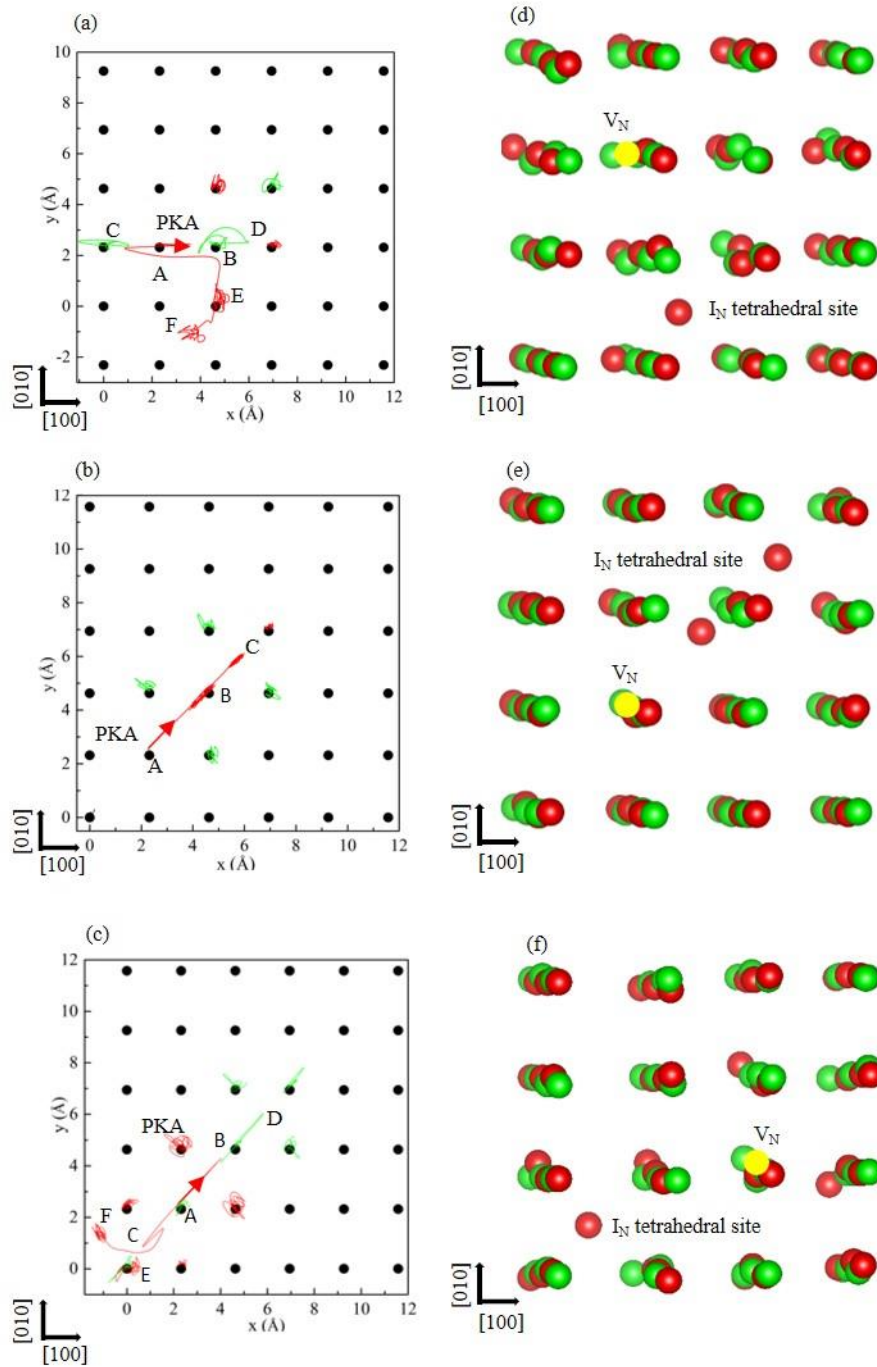 (a)
10
8
6
4
2
0
-2
y (Å)
C
PKA
D
A
B
E
F
0 2 4 6 8 10 12
x (Å)
[010]
[100]
(d)
V_N
I_N tetrahedral site
[010]
[100]
(b)
12
10
8
6
4
2
0
y (Å)
C
B
PKA
A
0 2 4 6 8 10 12
x (Å)
[010]
[100]
(e)
I_N tetrahedral site
V_N
[010]
[100]
(c)
12
10
8
6
4
2
0
y (Å)
PKA
B
D
A
F
C
E
0 2 4 6 8 10 12
x (Å)
[010]
[100]
(f)
V_N
I_N tetrahedral site
[010]
[100]